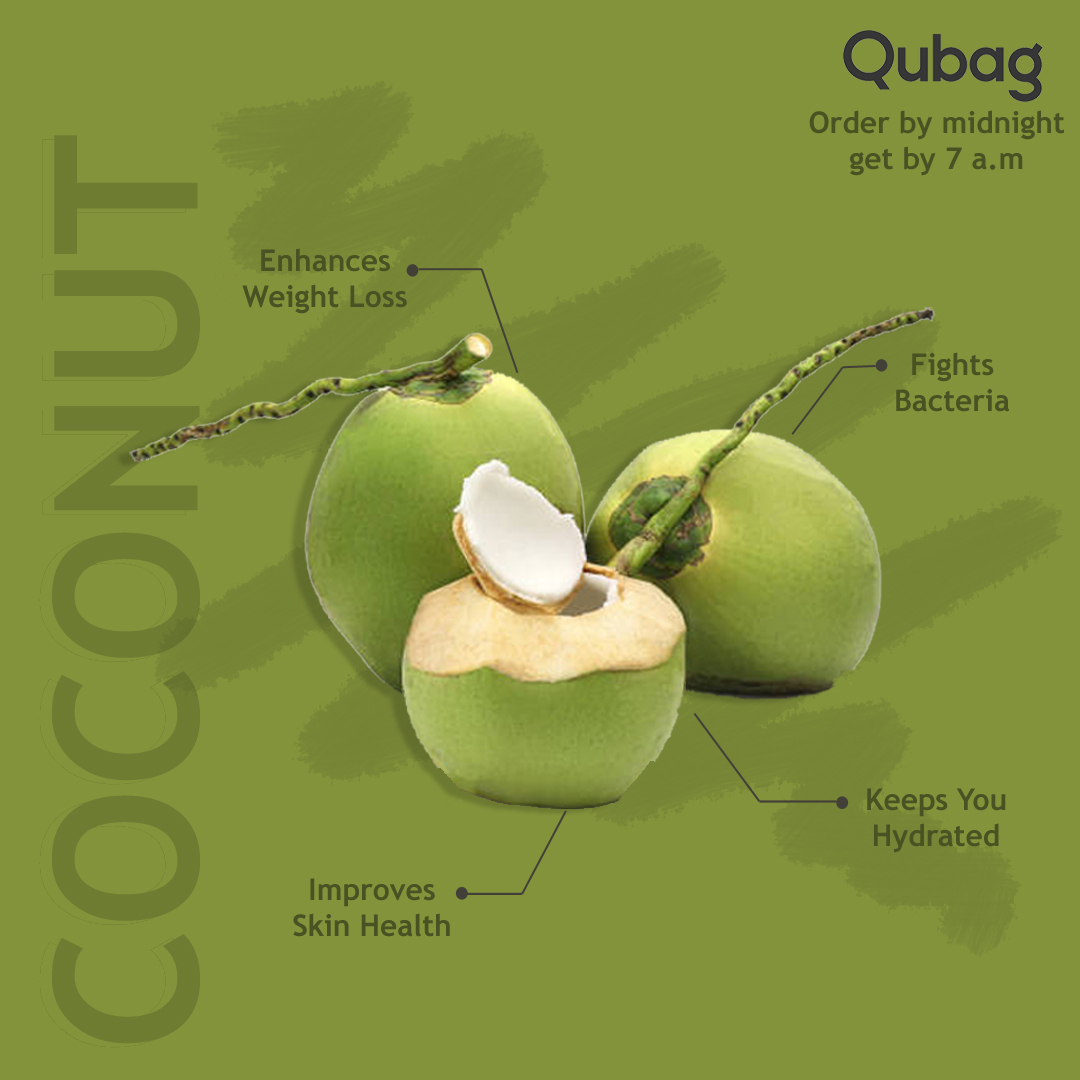 Qubag
Order by midnight
get by 7 a.m
COCONUT
Enhances
Weight Loss
Fights
Bacteria
Keeps You
Hydrated
Improves
Skin Health